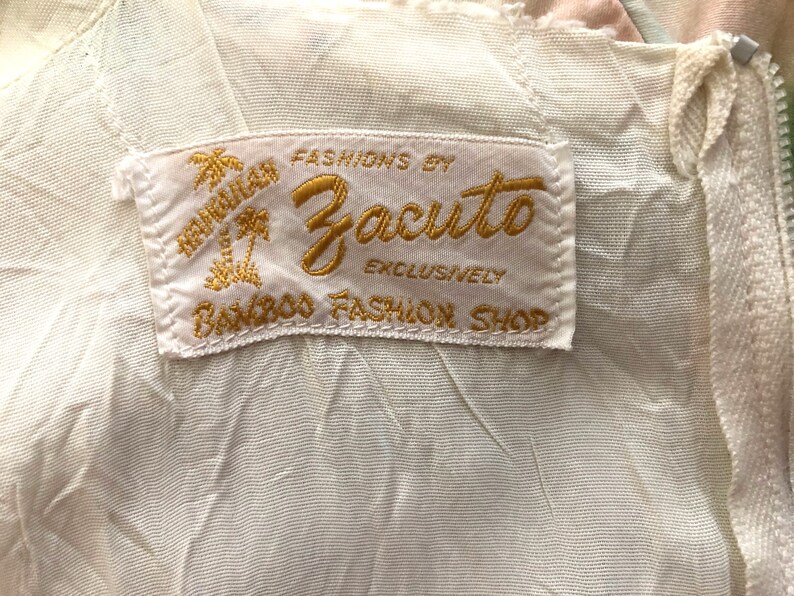 HAWAIIAN
FASHIONS BY
Zacuto
EXCLUSIVELY
BAMBOO FASHION SHOP